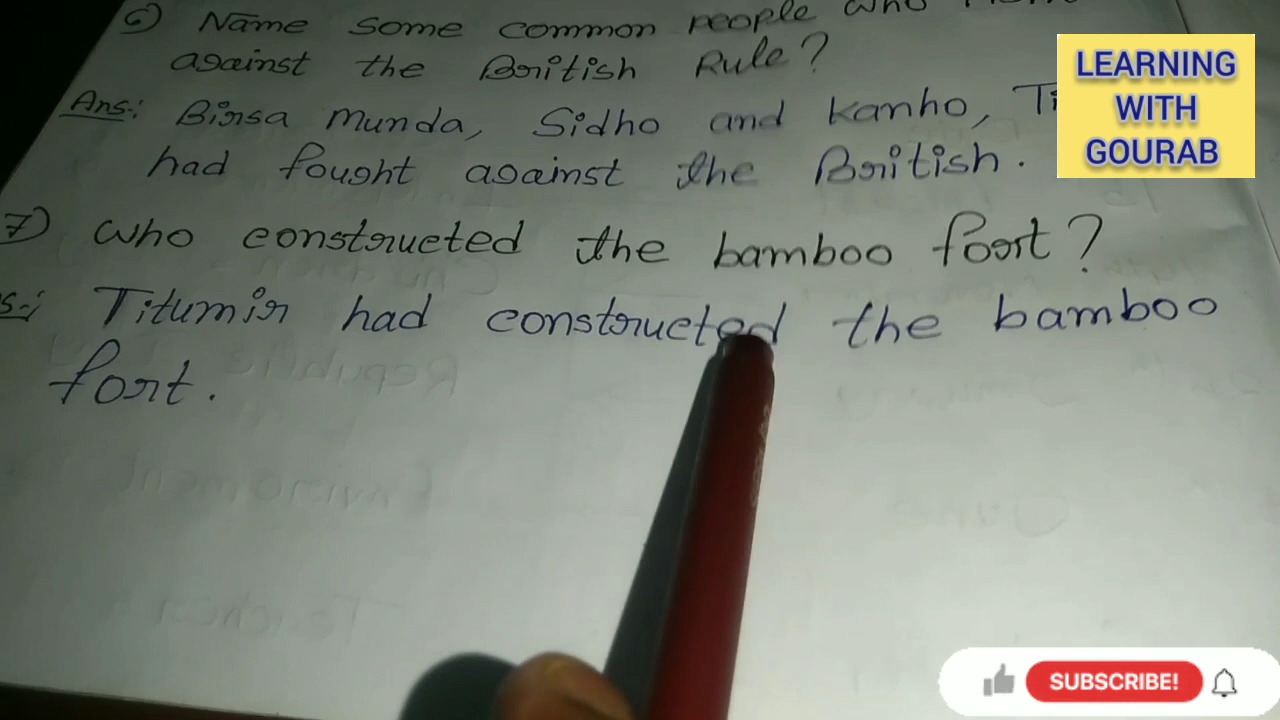 6) Name some common people who
against the British Rule?
Ans:- Birsa Munda, Sidho and Kanho,
had fought against the British.
7) Who constructed the bamboo foort?
Titumir had constructed the bamboo
fort.
LEARNING
WITH
GOURAB
SUBSCRIBE!